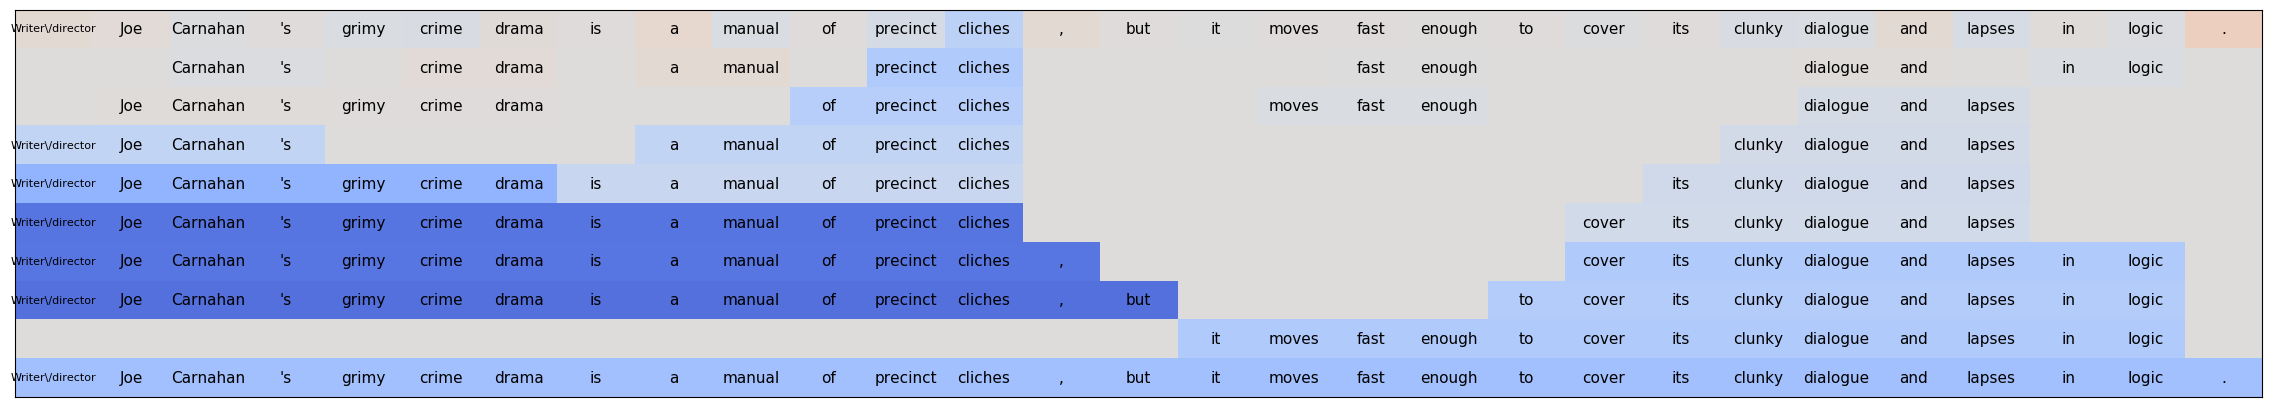 Writer\/director Joe Carnahan 's grimy crime drama is a manual of precinct cliches , but it moves fast enough to cover its clunky dialogue and lapses in logic .
Carnahan 's crime drama a manual precinct cliches fast enough dialogue and in logic
Joe Carnahan 's grimy crime drama of precinct cliches moves fast enough dialogue and lapses
Writer\/director Joe Carnahan 's a manual of precinct cliches clunky dialogue and lapses
Writer\/director Joe Carnahan 's grimy crime drama is a manual of precinct cliches its clunky dialogue and lapses
Writer\/director Joe Carnahan 's grimy crime drama is a manual of precinct cliches cover its clunky dialogue and lapses
Writer\/director Joe Carnahan 's grimy crime drama is a manual of precinct cliches , cover its clunky dialogue and lapses in logic
Writer\/director Joe Carnahan 's grimy crime drama is a manual of precinct cliches , but to cover its clunky dialogue and lapses in logic
it moves fast enough to cover its clunky dialogue and lapses in logic
Writer\/director Joe Carnahan 's grimy crime drama is a manual of precinct cliches , but it moves fast enough to cover its clunky dialogue and lapses in logic .